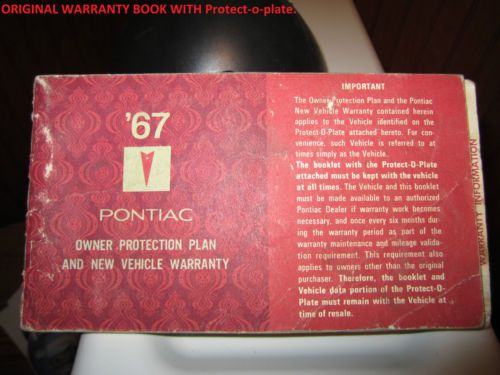 ORIGINAL WARRANTY BOOK WITH Protect-o-plate.
'67
PONTIAC
OWNER PROTECTION PLAN
AND NEW VEHICLE WARRANTY
IMPORTANT
The Owner Protection Plan and the Pontiac
New Vehicle Warranty contained herein
applies to the Vehicle identified on the
Protect-O-Plate attached hereto. For con-
venience, such Vehicle is referred to at
times simply as the Vehicle.
The booklet with the Protect-O-Plate
attached must be kept with the vehicle
at all times. The Vehicle and this booklet
must be made available to an authorized
Pontiac Dealer if warranty work becomes
necessary, and once every six months dur-
ing the warranty period as part of the
warranty maintenance and mileage valida-
tion requirement. This requirement also
applies to owners other than the original
purchaser. Therefore, the booklet and
Vehicle data portion of the Protect-O-
Plate must remain with the Vehicle at
time of resale.
WARRANTY INFORMATION